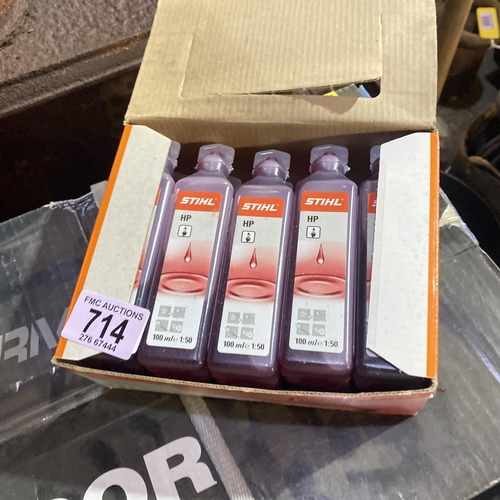 STIHL
HP
100 ml e 1:50
STIHL
HP
100 ml e 1:50
STIHL
HP
100 ml e 1:50
FMC AUCTIONS
714
276 67444
OR